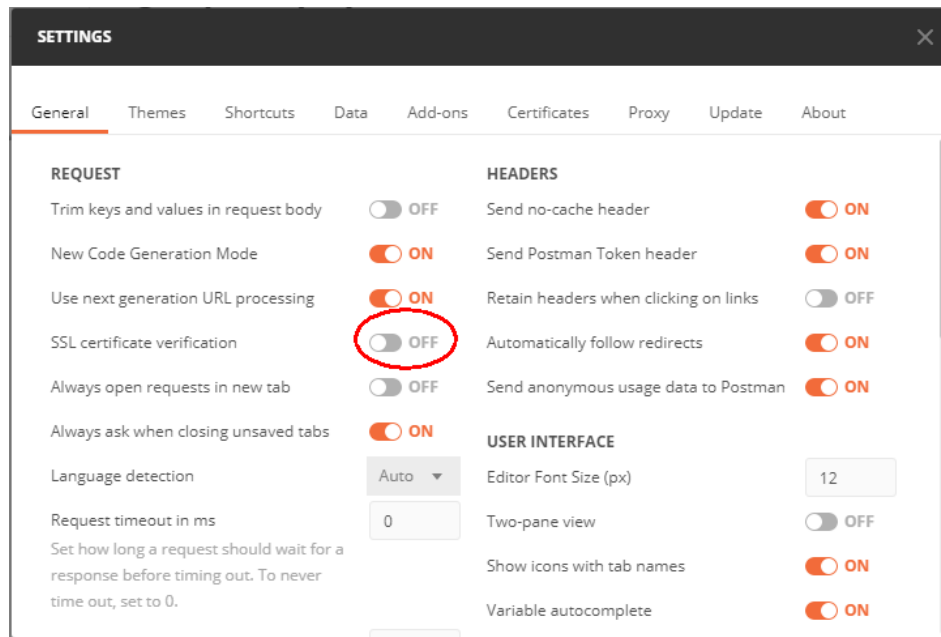 SETTINGS
General Themes Shortcuts Data Add-ons Certificates Proxy Update About
REQUEST
Trim keys and values in request body OFF
New Code Generation Mode ON
Use next generation URL processing ON
SSL certificate verification OFF
Always open requests in new tab OFF
Always ask when closing unsaved tabs ON
Language detection Auto
Request timeout in ms 0
Set how long a request should wait for a
response before timing out. To never
time out, set to 0.
HEADERS
Send no-cache header ON
Send Postman Token header ON
Retain headers when clicking on links OFF
Automatically follow redirects ON
Send anonymous usage data to Postman ON
USER INTERFACE
Editor Font Size (px) 12
Two-pane view OFF
Show icons with tab names ON
Variable autocomplete ON